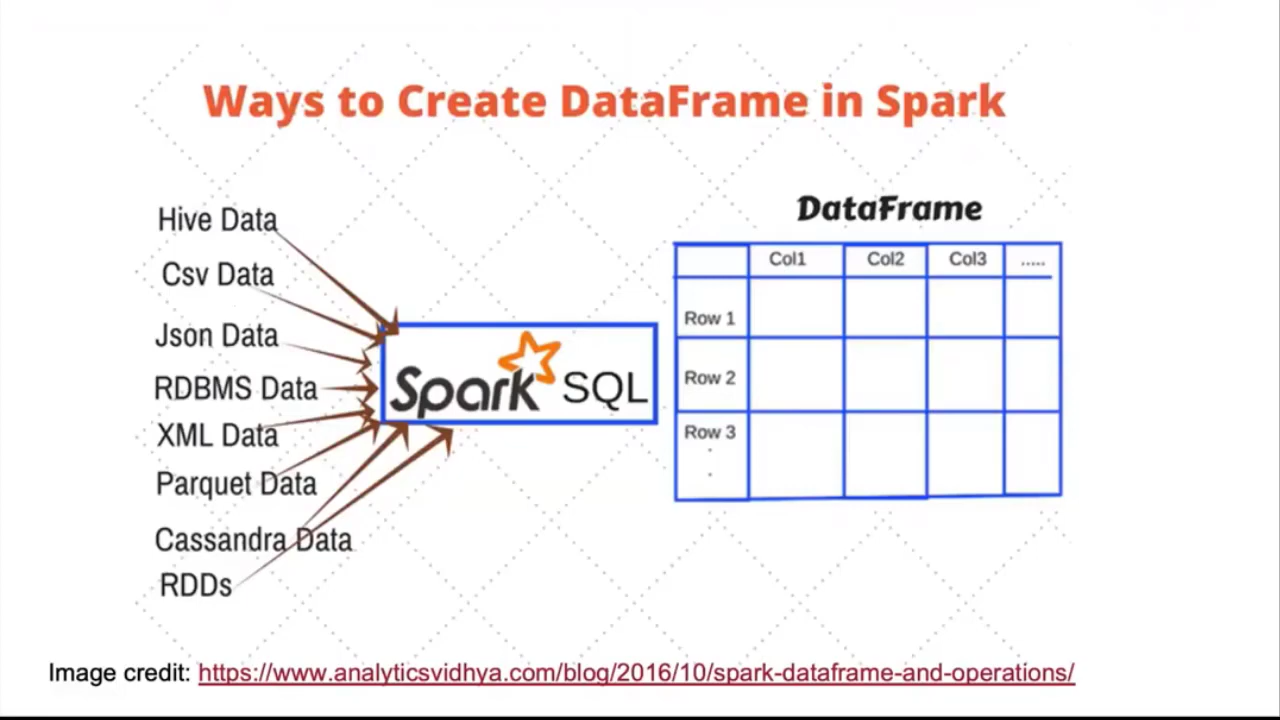 Ways to Create DataFrame in Spark
Hive Data
Csv Data
Json Data
RDBMS Data
XML Data
Parquet Data
Cassandra Data
RDDs
Spark SQL
DataFrame
Col1 Col2 Col3 .....
Row 1
Row 2
Row 3
.
.
Image credit: https://www.analyticsvidhya.com/blog/2016/10/spark-dataframe-and-operations/